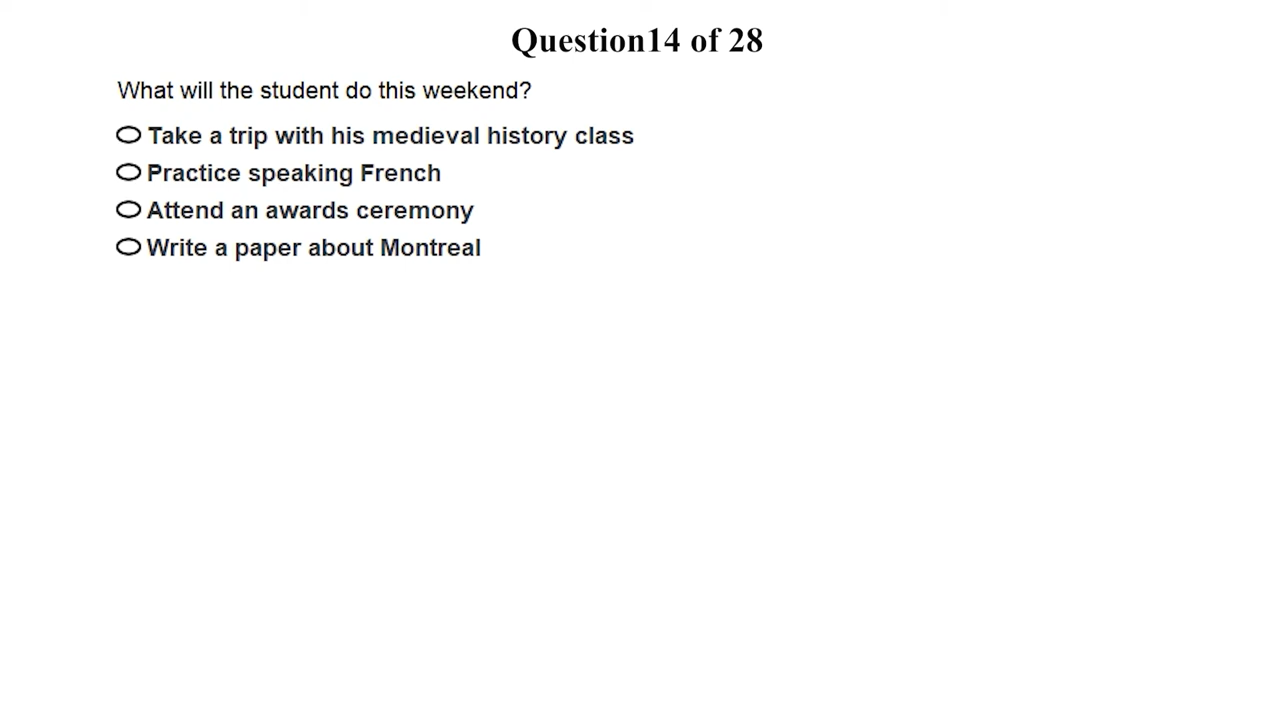 Question14 of 28
What will the student do this weekend?
Take a trip with his medieval history class
Practice speaking French
Attend an awards ceremony
Write a paper about Montreal